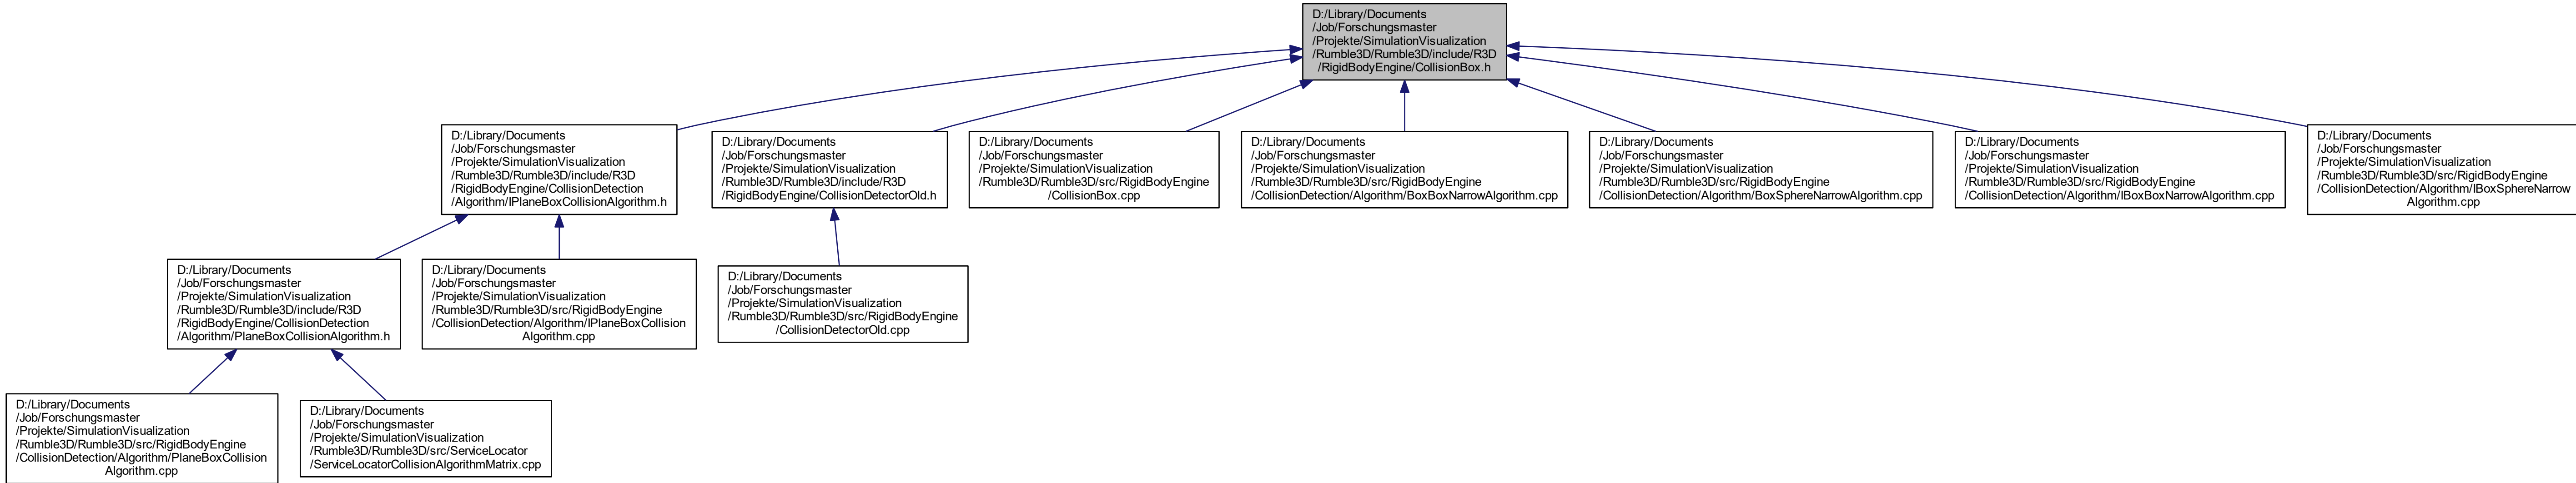 D:/Library/Documents
/Job/Forschungsmaster
/Projekte/SimulationVisualization
/Rumble3D/Rumble3D/include/R3D
/RigidBodyEngine/CollisionBox.h
D:/Library/Documents
/Job/Forschungsmaster
/Projekte/SimulationVisualization
/Rumble3D/Rumble3D/include/R3D
/RigidBodyEngine/CollisionDetection
/Algorithm/IPlaneBoxCollisionAlgorithm.h
D:/Library/Documents
/Job/Forschungsmaster
/Projekte/SimulationVisualization
/Rumble3D/Rumble3D/include/R3D
/RigidBodyEngine/CollisionDetectorOld.h
D:/Library/Documents
/Job/Forschungsmaster
/Projekte/SimulationVisualization
/Rumble3D/Rumble3D/src/RigidBodyEngine
/CollisionBox.cpp
D:/Library/Documents
/Job/Forschungsmaster
/Projekte/SimulationVisualization
/Rumble3D/Rumble3D/src/RigidBodyEngine
/CollisionDetection/Algorithm/BoxBoxNarrowAlgorithm.cpp
D:/Library/Documents
/Job/Forschungsmaster
/Projekte/SimulationVisualization
/Rumble3D/Rumble3D/src/RigidBodyEngine
/CollisionDetection/Algorithm/BoxSphereNarrowAlgorithm.cpp
D:/Library/Documents
/Job/Forschungsmaster
/Projekte/SimulationVisualization
/Rumble3D/Rumble3D/src/RigidBodyEngine
/CollisionDetection/Algorithm/IBoxBoxNarrowAlgorithm.cpp
D:/Library/Documents
/Job/Forschungsmaster
/Projekte/SimulationVisualization
/Rumble3D/Rumble3D/src/RigidBodyEngine
/CollisionDetection/Algorithm/IBoxSphereNarrow
Algorithm.cpp
D:/Library/Documents
/Job/Forschungsmaster
/Projekte/SimulationVisualization
/Rumble3D/Rumble3D/include/R3D
/RigidBodyEngine/CollisionDetection
/Algorithm/PlaneBoxCollisionAlgorithm.h
D:/Library/Documents
/Job/Forschungsmaster
/Projekte/SimulationVisualization
/Rumble3D/Rumble3D/src/RigidBodyEngine
/CollisionDetection/Algorithm/IPlaneBoxCollision
Algorithm.cpp
D:/Library/Documents
/Job/Forschungsmaster
/Projekte/SimulationVisualization
/Rumble3D/Rumble3D/src/RigidBodyEngine
/CollisionDetectorOld.cpp
D:/Library/Documents
/Job/Forschungsmaster
/Projekte/SimulationVisualization
/Rumble3D/Rumble3D/src/RigidBodyEngine
/CollisionDetection/Algorithm/PlaneBoxCollision
Algorithm.cpp
D:/Library/Documents
/Job/Forschungsmaster
/Projekte/SimulationVisualization
/Rumble3D/Rumble3D/src/ServiceLocator
/ServiceLocatorCollisionAlgorithmMatrix.cpp